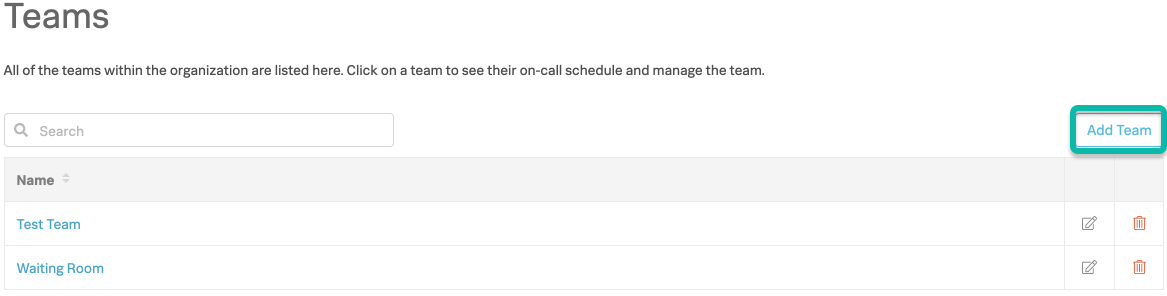 Teams
All of the teams within the organization are listed here. Click on a team to see their on-call schedule and manage the team.
Search
Add Team
Name
Test Team
Waiting Room